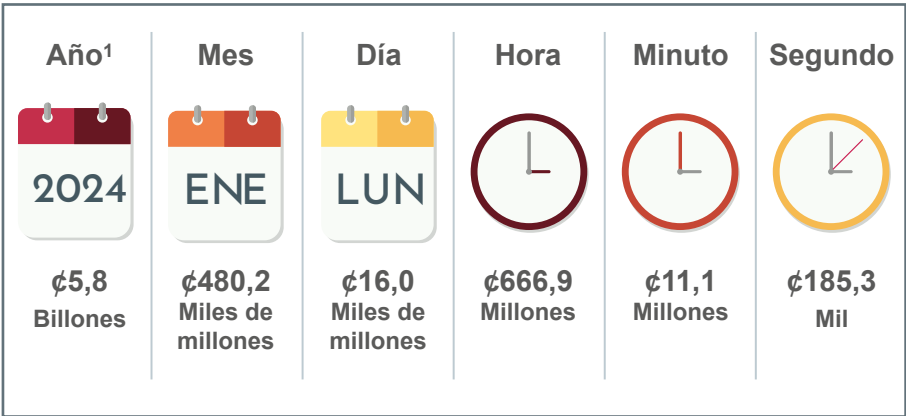 Año¹ Mes Día Hora Minuto Segundo
2024 ENE LUN
₡5,8 ₡480,2 ₡16,0 ₡666,9 ₡11,1 ₡185,3
Billones Miles de millones Miles de millones Millones Millones Mil